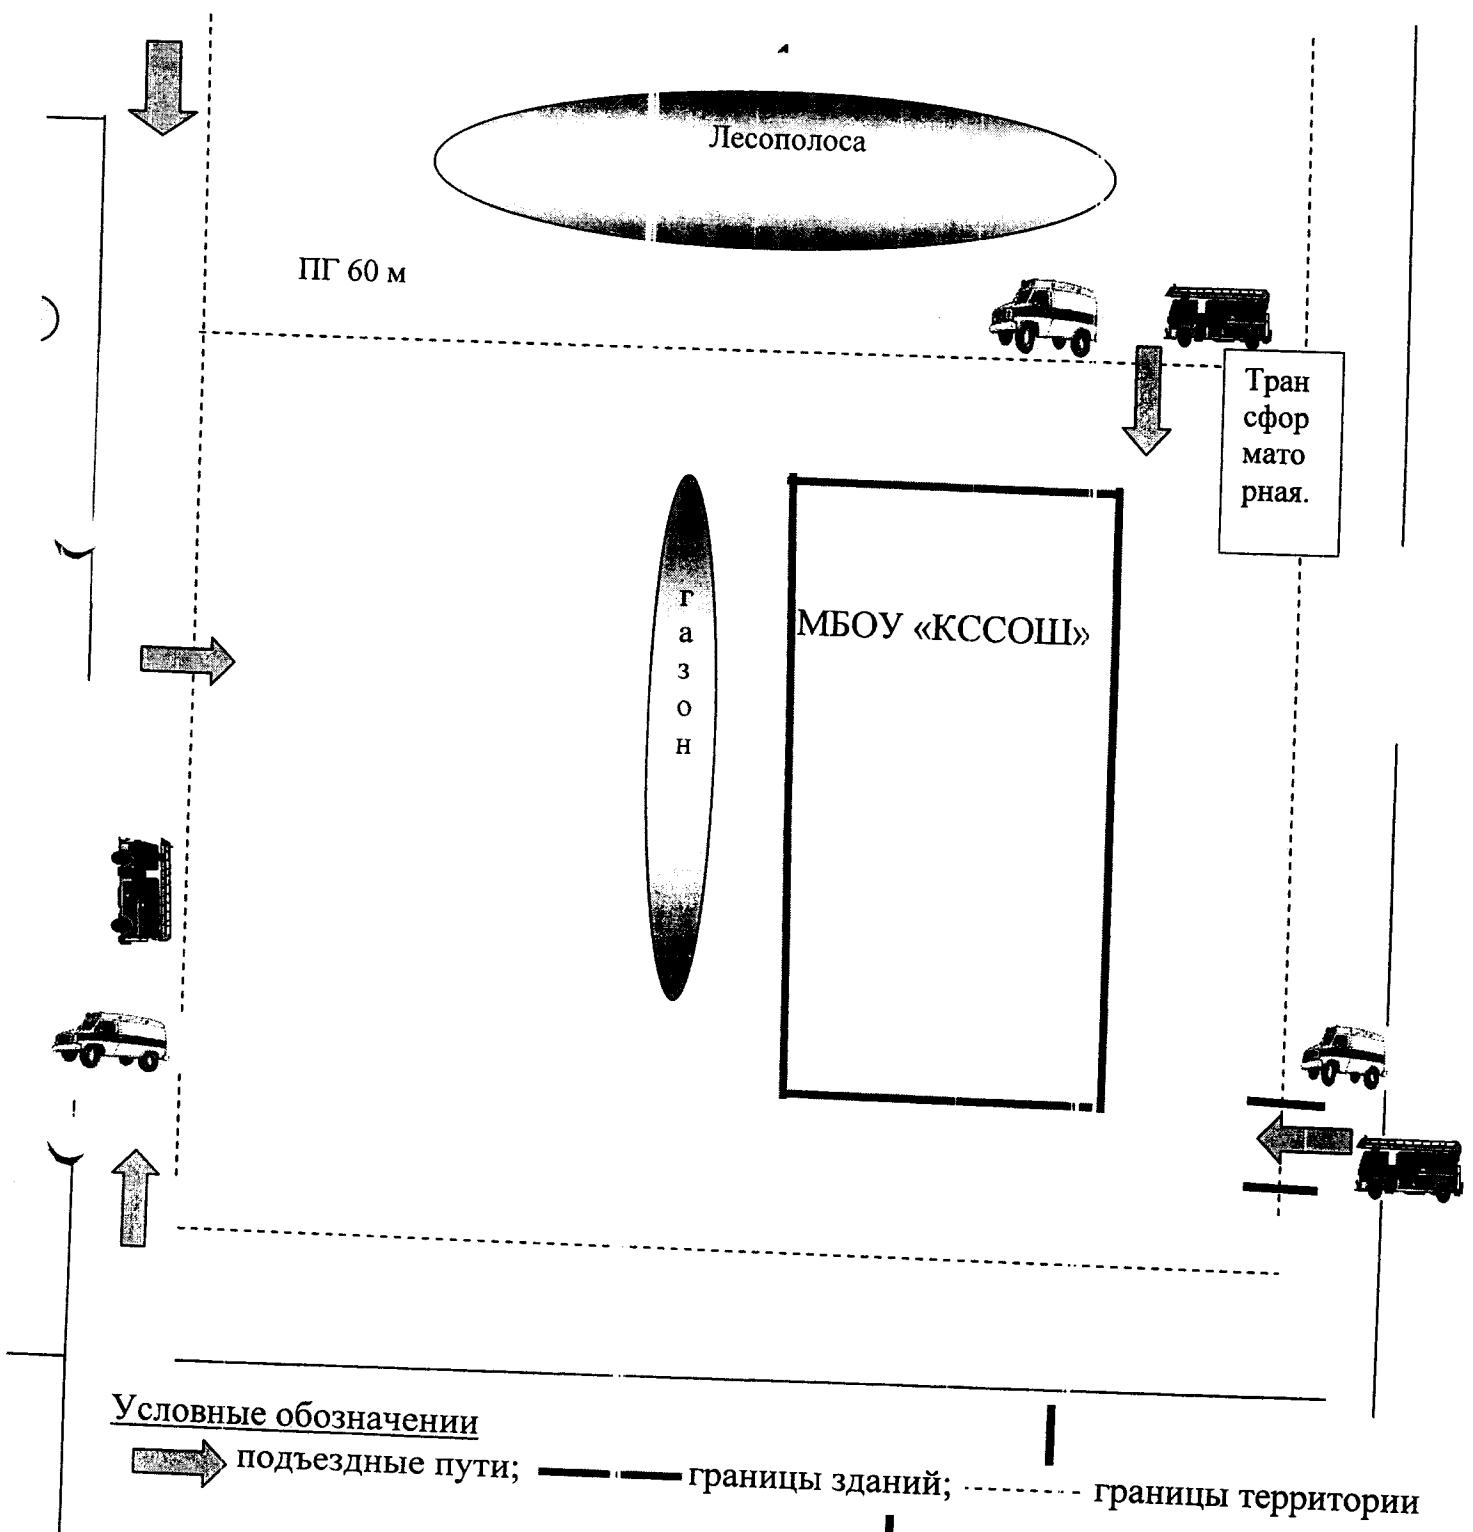 Лесополоса
ПГ 60 м
Тран
сфор
мато
рная.
г
а
з
о
н
МБОУ «КССОШ»
Условные обозначении
подъездные пути; границы зданий; границы территории